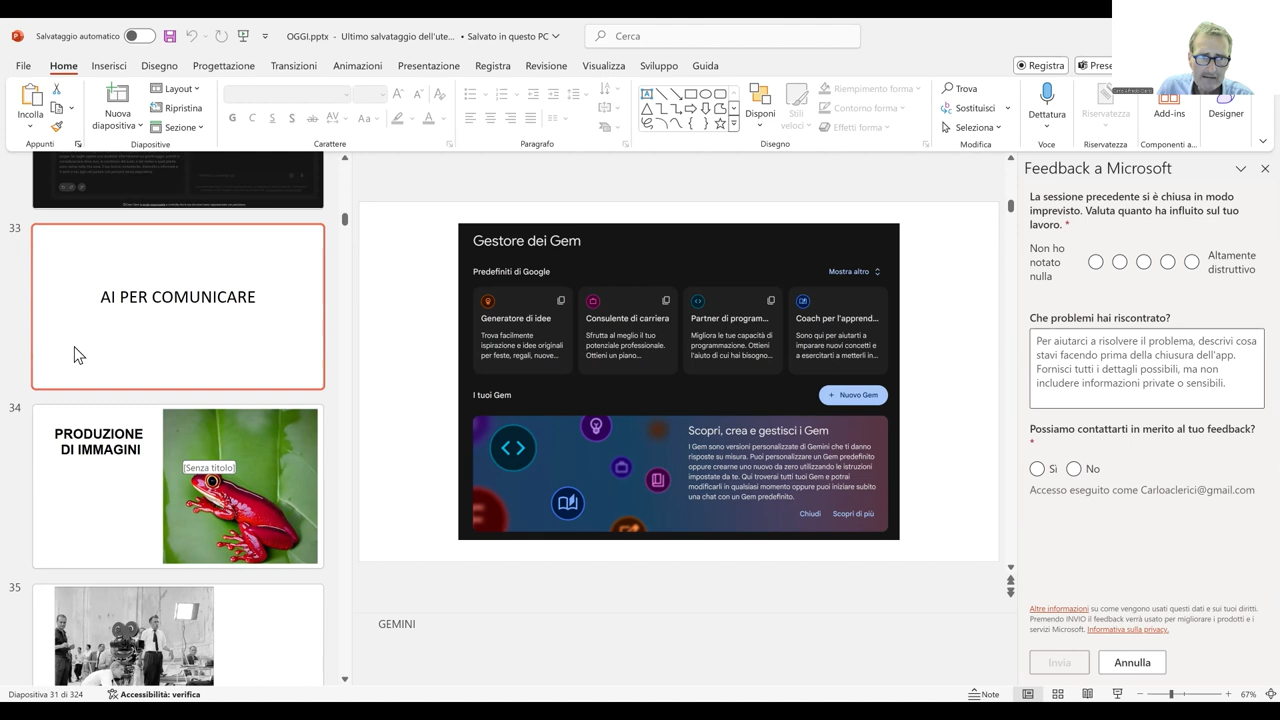 Salvataggio automatico
OGGI.pptx - Ultimo salvataggio dell'ute... • Salvato in questo PC
Cerca
File Home Inserisci Disegno Progettazione Transizioni Animazioni Presentazione Registra Revisione Visualizza Sviluppo Guida
Registra
Prese
Incolla
Appunti
Nuova
diapositiva
Layout
Ripristina
Sezione
Diapositive
G C S ab AV Aa A
Carattere
Paragrafo
Disponi
Stili
veloci
Riempimento forma
Contorno forma
Effetti forma
Disegno
Trova
Sostituisci
Seleziona
Modifica
Dettatura
Voce
Riservatezza
Riservatezza
Add-ins
Componenti a...
Designer
33
AI PER COMUNICARE
34
PRODUZIONE
DI IMMAGINI
[Senza titolo]
35
Gestore dei Gem
Predefiniti di Google
Mostra altro
Generatore di idee
Trova facilmente
ispirazione e idee originali
per feste, regali, nuove...
Consulente di carriera
Sfrutta al meglio il tuo
potenziale professionale.
Ottieni un piano...
Partner di program...
Migliora le tue capacità di
programmazione. Ottieni
l'aiuto di cui hai bisogno...
Coach per l'apprend...
Sono qui per aiutarti a
imparare nuovi concetti e
a esercitarti a metterli in...
I tuoi Gem
+ Nuovo Gem
Scopri, crea e gestisci i Gem
I Gem sono versioni personalizzate di Gemini che ti danno
risposte su misura. Puoi personalizzare un Gem predefinito
oppure crearne uno nuovo da zero utilizzando le istruzioni
impostate da te. Qui troverai tutti tuoi Gem e potrai
modificarli in qualsiasi momento oppure puoi iniziare subito
una chat con un Gem predefinito.
Chiudi Scopri di più
GEMINI
Feedback a Microsoft
La sessione precedente si è chiusa in modo
imprevisto. Valuta quanto ha influito sul tuo
lavoro. *
Non ho
notato
nulla
Altamente
distruttivo
Che problemi hai riscontrato?
Per aiutarci a risolvere il problema, descrivi cosa
stavi facendo prima della chiusura dell'app.
Fornisci tutti i dettagli possibili, ma non
includere informazioni private o sensibili.
Possiamo contattarti in merito al tuo feedback?
*
Sì No
Accesso eseguito come Carloaclerici@gmail.com
Altre informazioni su come vengono usati questi dati e sui tuoi diritti.
Premendo INVIO il feedback verrà usato per migliorare i prodotti e i
servizi Microsoft. Informativa sulla privacy.
Invia
Annulla
Diapositiva 31 di 324
Accessibilità: verifica
Note
67%